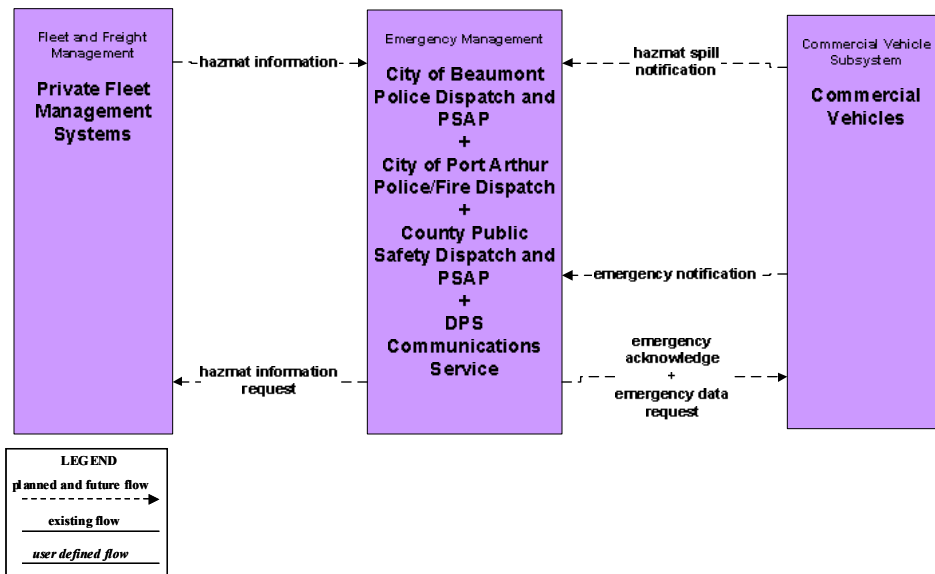 Fleet and Freight
Management
Private Fleet
Management
Systems
hazmat information
hazmat information
request
Emergency Management
City of Beaumont
Police Dispatch and
PSAP
+
City of Port Arthur
Police/Fire Dispatch
+
County Public
Safety Dispatch and
PSAP
+
DPS
Communications
Service
hazmat spill
notification
emergency notification
emergency
acknowledge
+
emergency data
request
Commercial Vehicle
Subsystem
Commercial
Vehicles
LEGEND
planned and future flow
existing flow
user defined flow